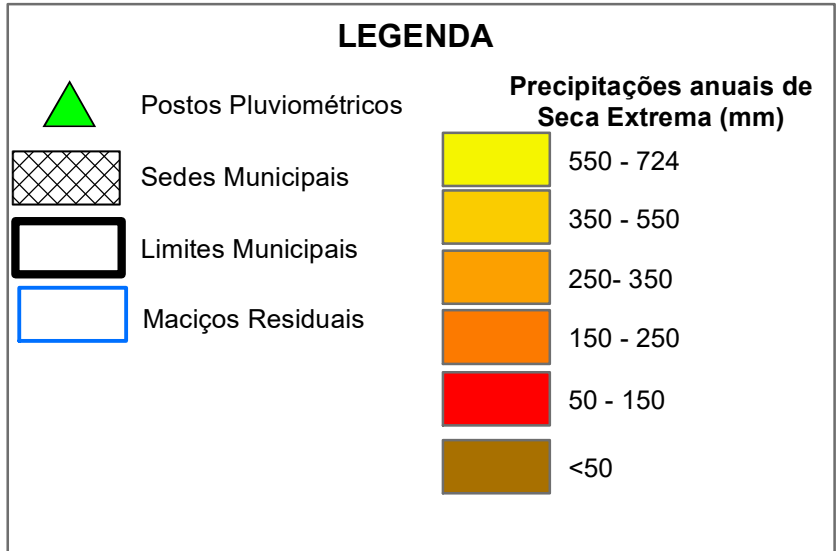 LEGENDA
Postos Pluviométricos
Sedes Municipais
Limites Municipais
Maciços Residuais
Precipitações anuais de
Seca Extrema (mm)
550 - 724
350 - 550
250- 350
150 - 250
50 - 150
<50